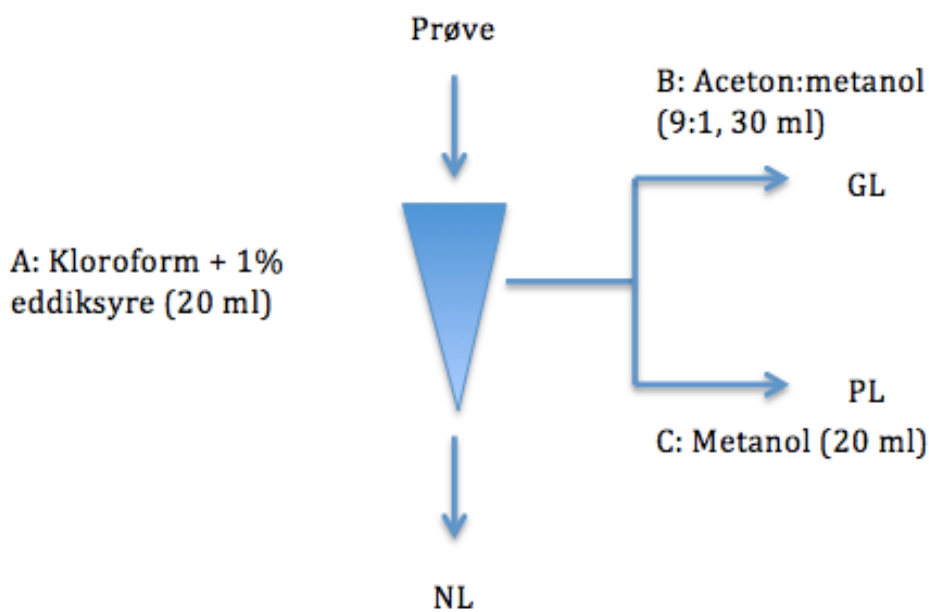 Prøve
B: Aceton:metanol
(9:1, 30 ml)
GL
A: Kloroform + 1%
eddiksyre (20 ml)
PL
C: Metanol (20 ml)
NL